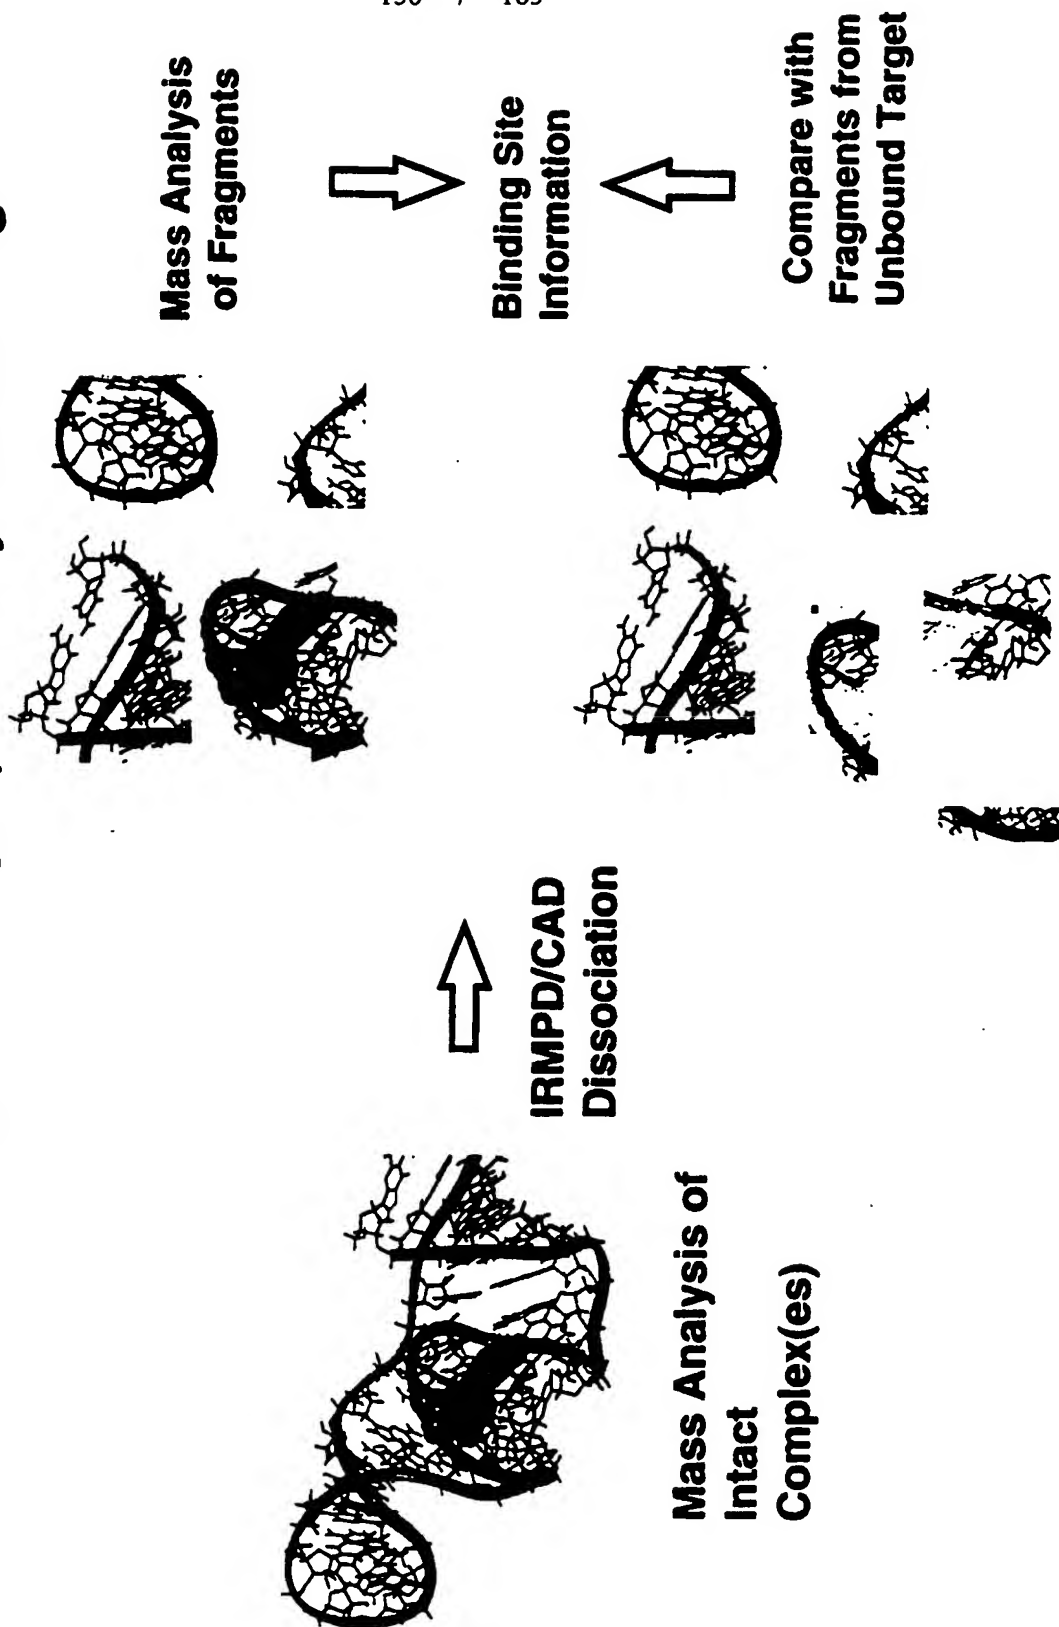 Mass Analysis of
Intact
Complex(es)
IRMPD/CAD
Dissociation
Mass Analysis
of Fragments
Binding Site
Information
Compare with
Fragments from
Unbound Target